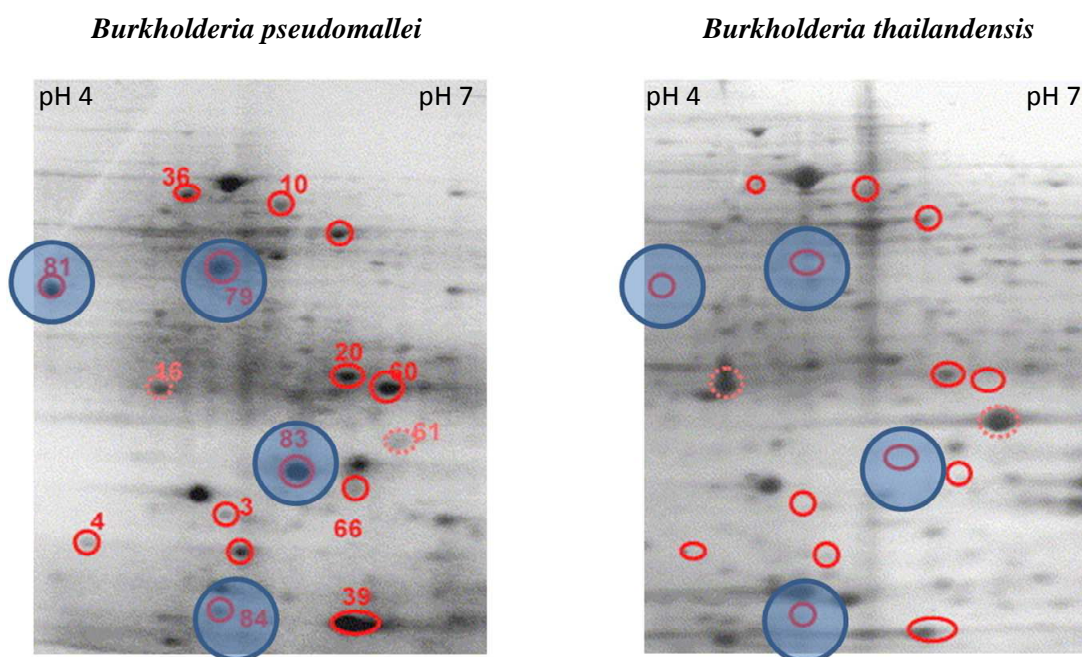 Burkholderia pseudomallei
Burkholderia thailandensis
pH 4
pH 7
pH 4
pH 7
36
10
81
79
16
20
60
61
83
3
66
4
39
84